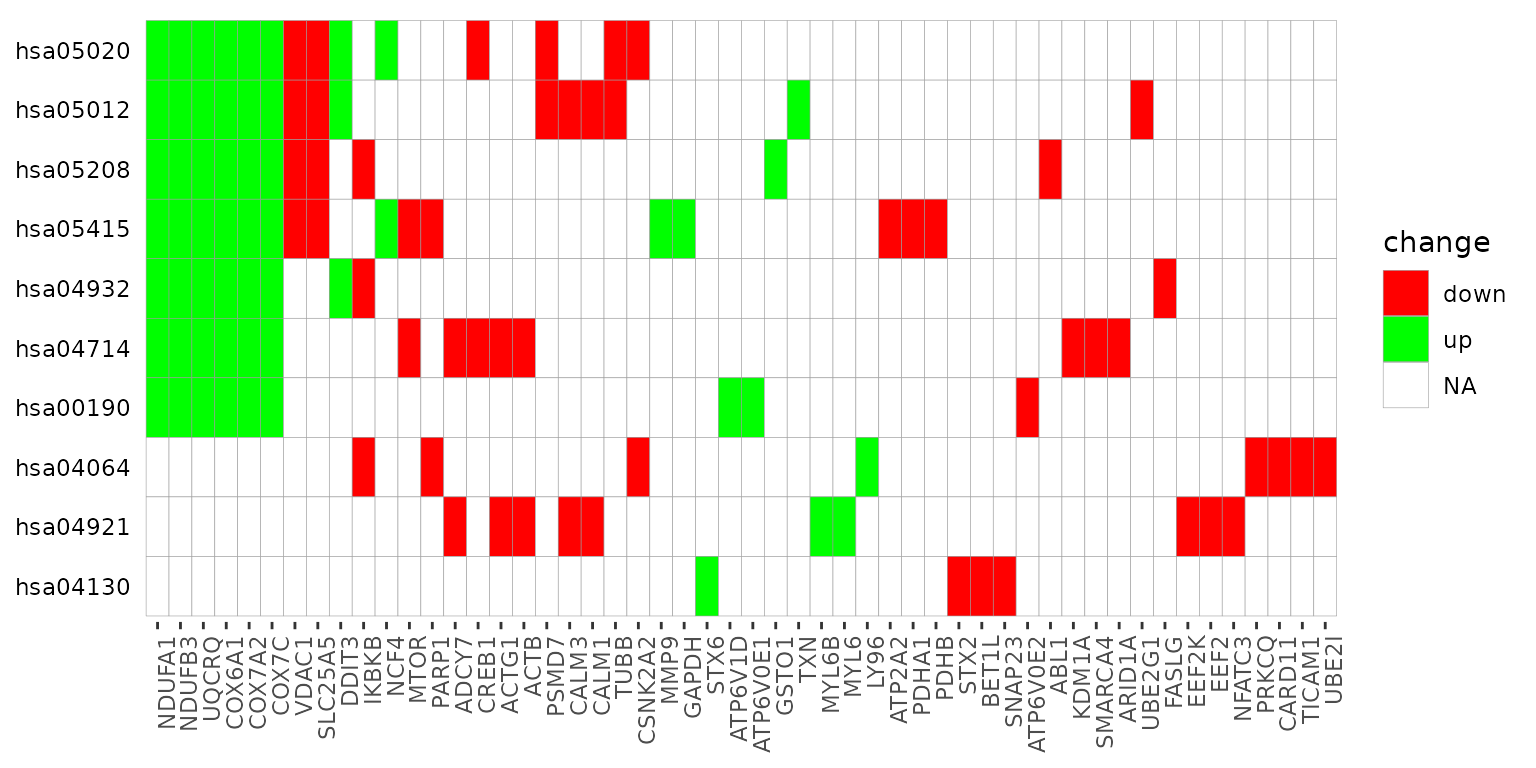 hsa05020
hsa05012
hsa05208
hsa05415
hsa04932
hsa04714
hsa00190
hsa04064
hsa04921
hsa04130
NDUFA1
NDUFB3
UQCRQ
COX6A1
COX7A2
COX7C
VDAC1
SLC25A5
DDIT3
IKBKB
NCF4
MTOR
PARP1
ADCY7
CREB1
ACTG1
ACTB
PSMD7
CALM3
CALM1
TUBB
CSNK2A2
MMP9
GAPDH
STX6
ATP6V1D
ATP6V0E1
GSTO1
TXN
MYL6B
MYL6
LY96
ATP2A2
PDHA1
PDHB
STX2
BET1L
SNAP23
ATP6V0E2
ABL1
KDM1A
SMARCA4
ARID1A
UBE2G1
FASLG
EEF2K
EEF2
NFATC3
PRKCQ
CARD11
TICAM1
UBE2I
change
down
up
NA